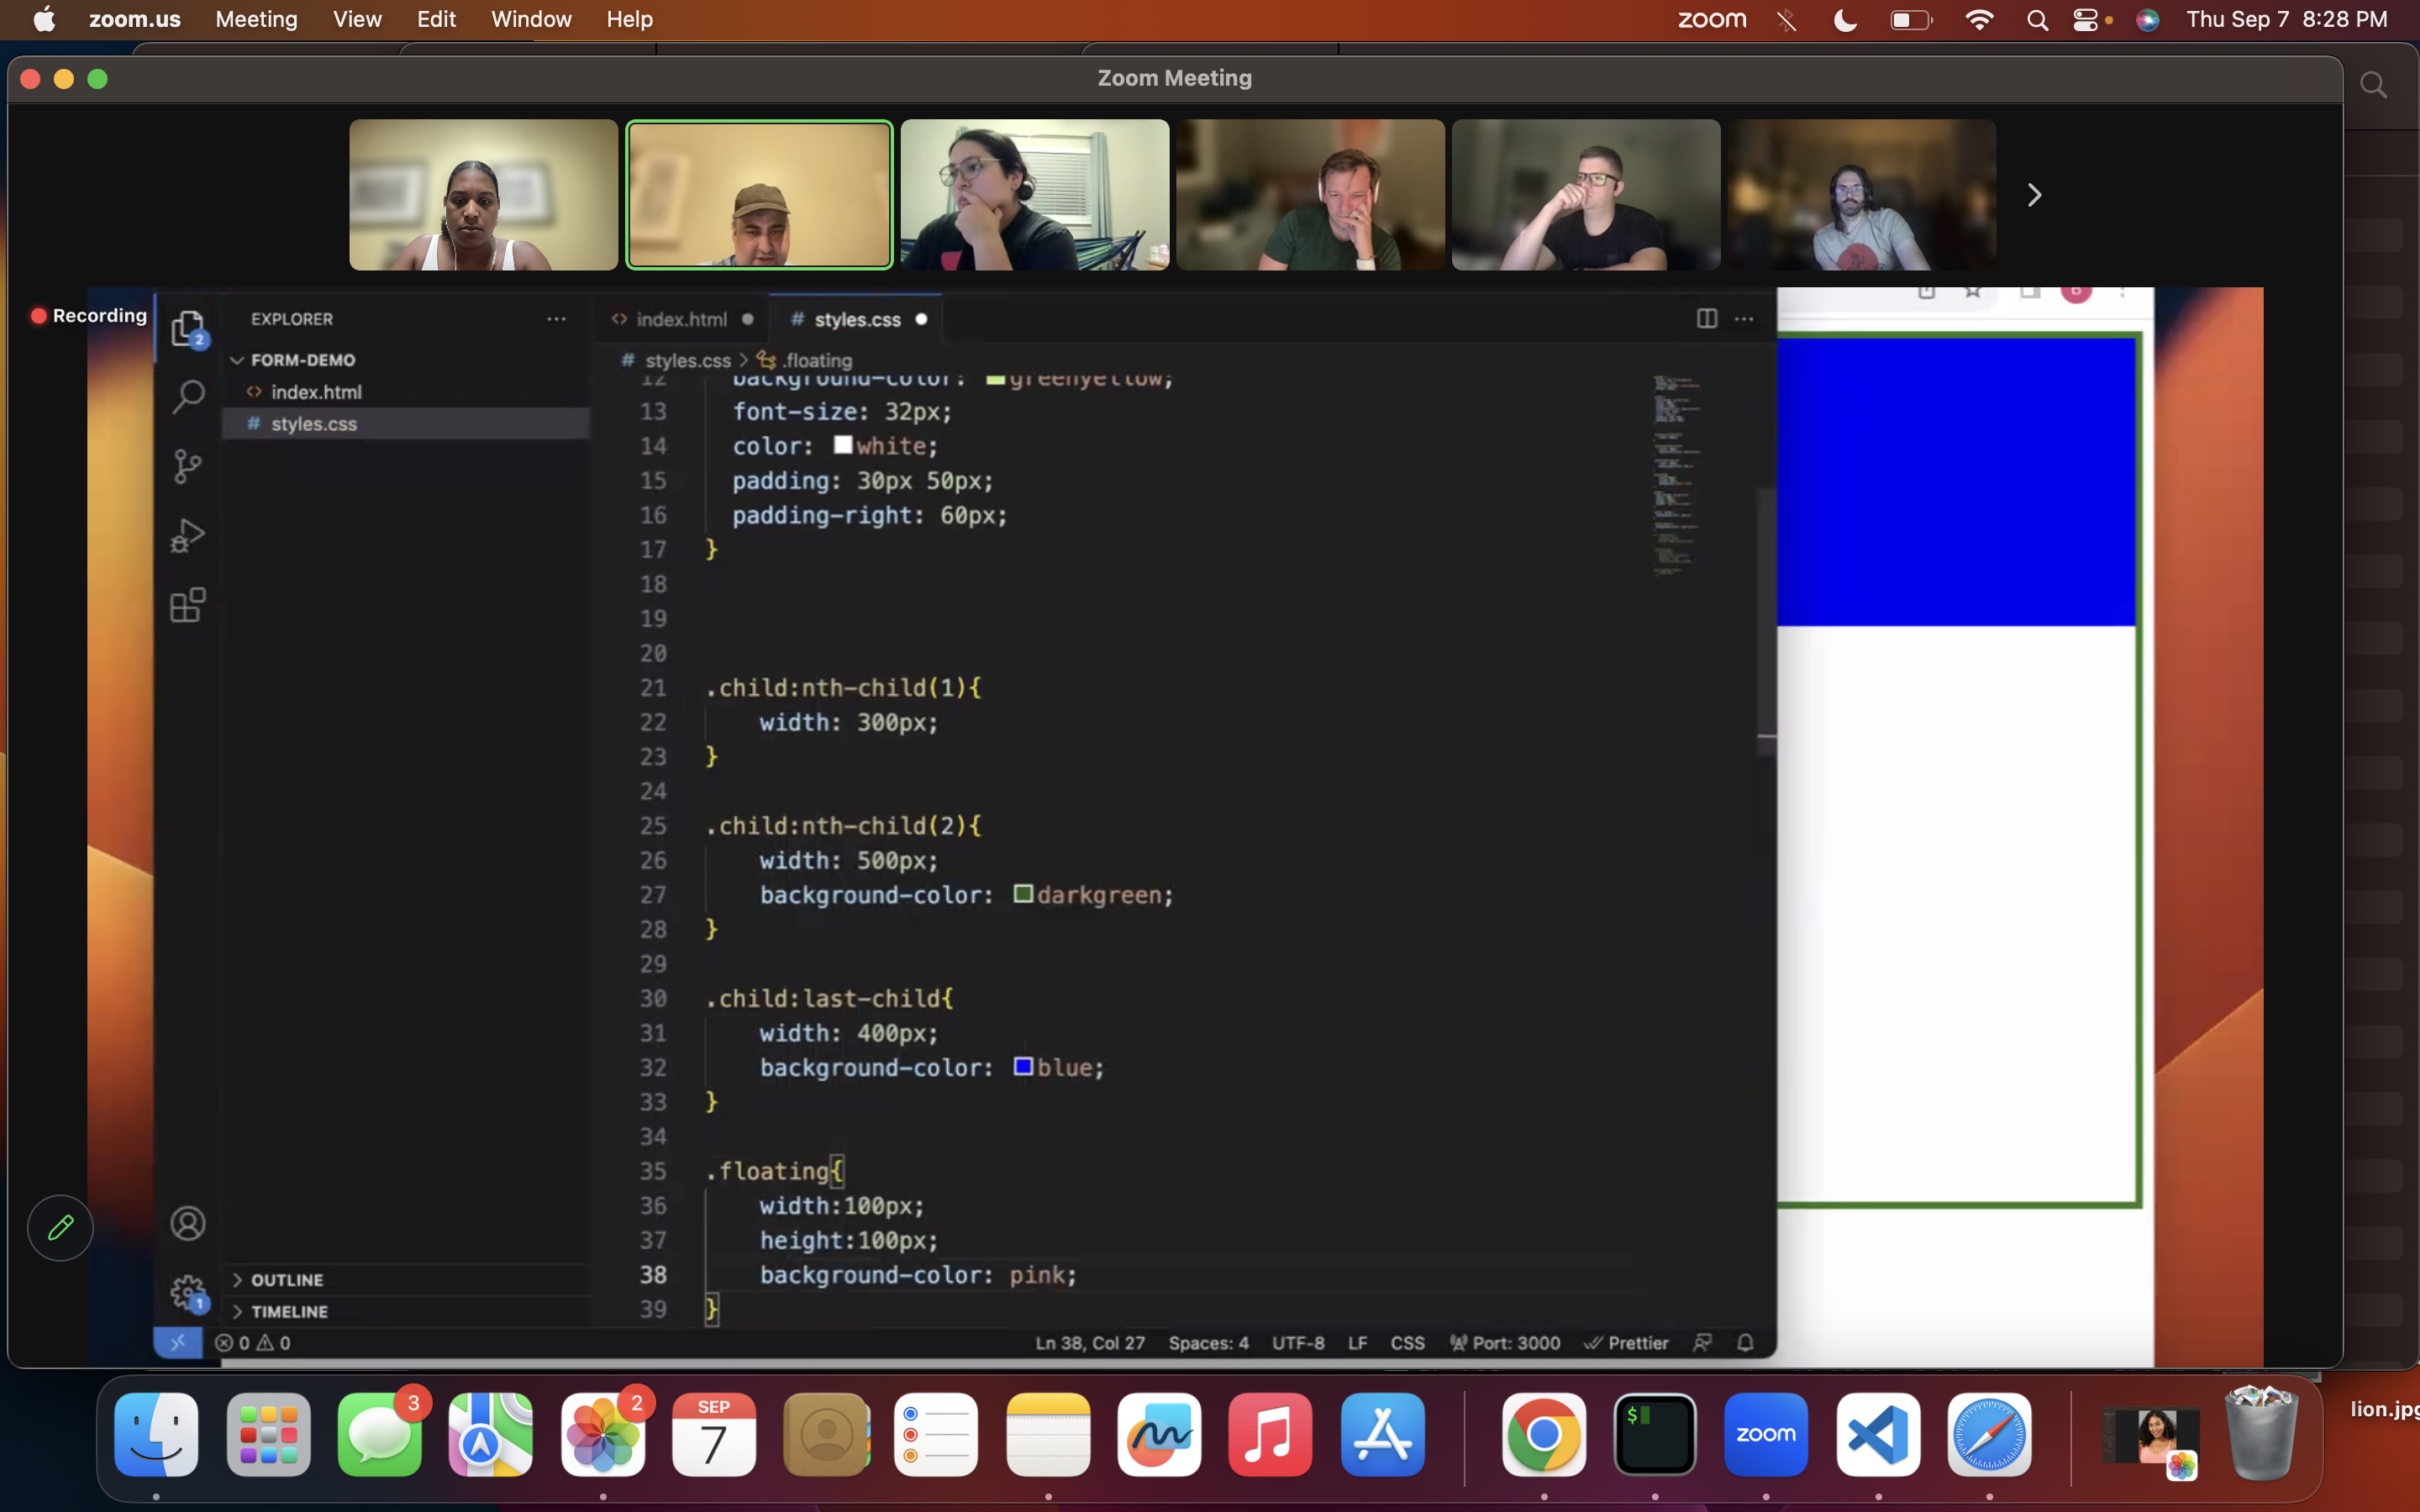 zoom.us Meeting View Edit Window Help zoom Thu Sep 7 8:28 PM
Zoom Meeting
Recording
EXPLORER
index.html
# styles.css
2
FORM-DEMO
# styles.css > .floating
index.html
# styles.css
12 background-color: greenyellow;
13 font-size: 32px;
14 color: white;
15 padding: 30px 50px;
16 padding-right: 60px;
17 }
18
19
20
21 .child:nth-child(1){
22 width: 300px;
23 }
24
25 .child:nth-child(2){
26 width: 500px;
27 background-color: darkgreen;
28 }
29
30 .child:last-child{
31 width: 400px;
32 background-color: blue;
33 }
34
35 .floating{
36 width:100px;
37 height:100px;
38 background-color: pink;
39 }
OUTLINE
1
TIMELINE
0 0 Ln 38, Col 27 Spaces: 4 UTF-8 LF CSS Port: 3000 Prettier
3
2
SEP
7
$
zoom
lion.jpg